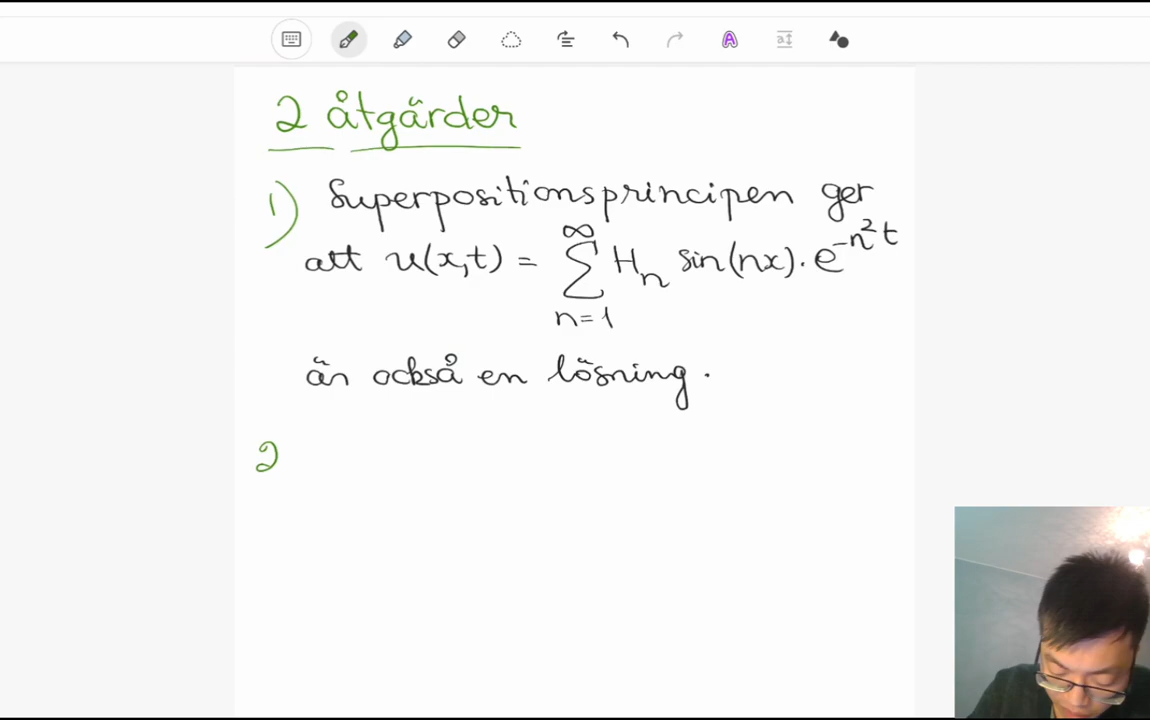 2 åtgärder
1) Superpositionsprincipen ger
att u(x,t) = ∑_{n=1}^{∞} H_n sin(nx)·e^{-n²t}
är också en lösning.
2